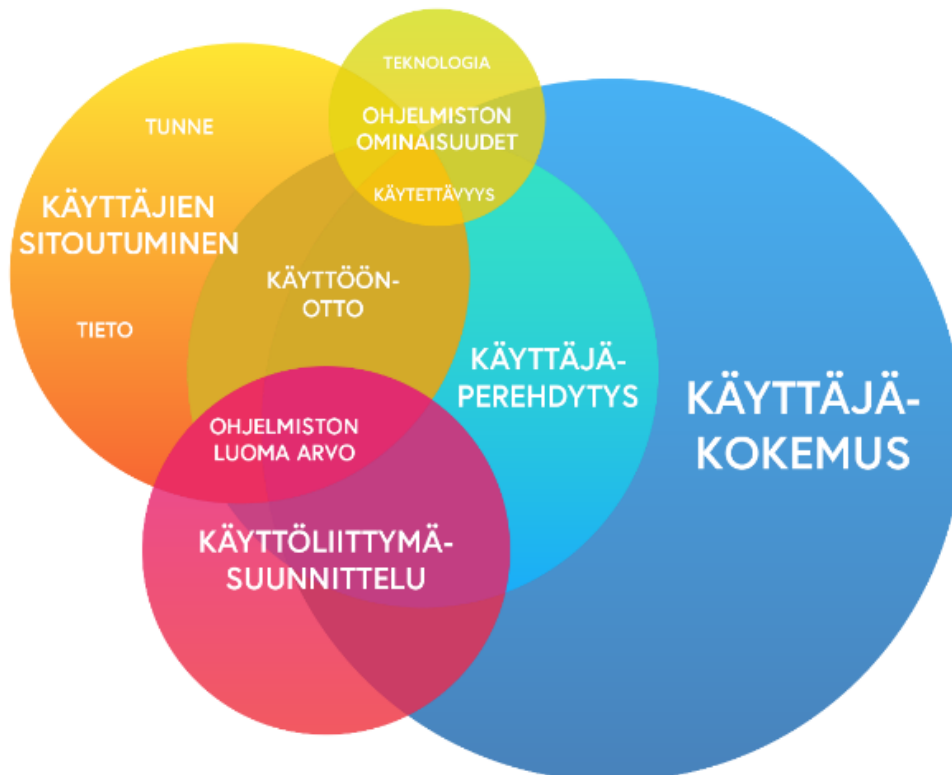 TEKNOLOGIA
OHJELMISTON
OMINAISUUDET
KÄYTETTÄVYYS
TUNNE
KÄYTTÄJIEN
SITOUTUMINEN
TIETO
KÄYTTÖÖN-
OTTO
KÄYTTÄJÄ-
PEREHDYTYS
KÄYTTÄJÄ-
KOKEMUS
OHJELMISTON
LUOMA ARVO
KÄYTTÖLIITTYMÄ-
SUUNNITTELU